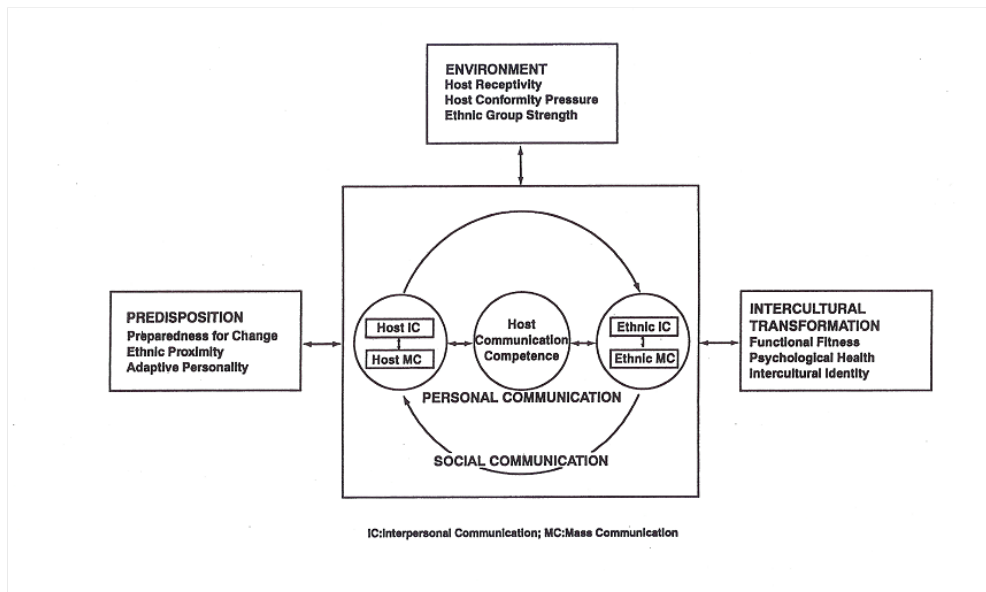 ENVIRONMENT
Host Receptivity
Host Conformity Pressure
Ethnic Group Strength
PREDISPOSITION
Preparedness for Change
Ethnic Proximity
Adaptive Personality
Host IC
Host MC
Host
Communication
Competence
Ethnic IC
Ethnic MC
PERSONAL COMMUNICATION
SOCIAL COMMUNICATION
INTERCULTURAL
TRANSFORMATION
Functional Fitness
Psychological Health
Intercultural Identity
IC:Interpersonal Communication; MC:Mass Communication